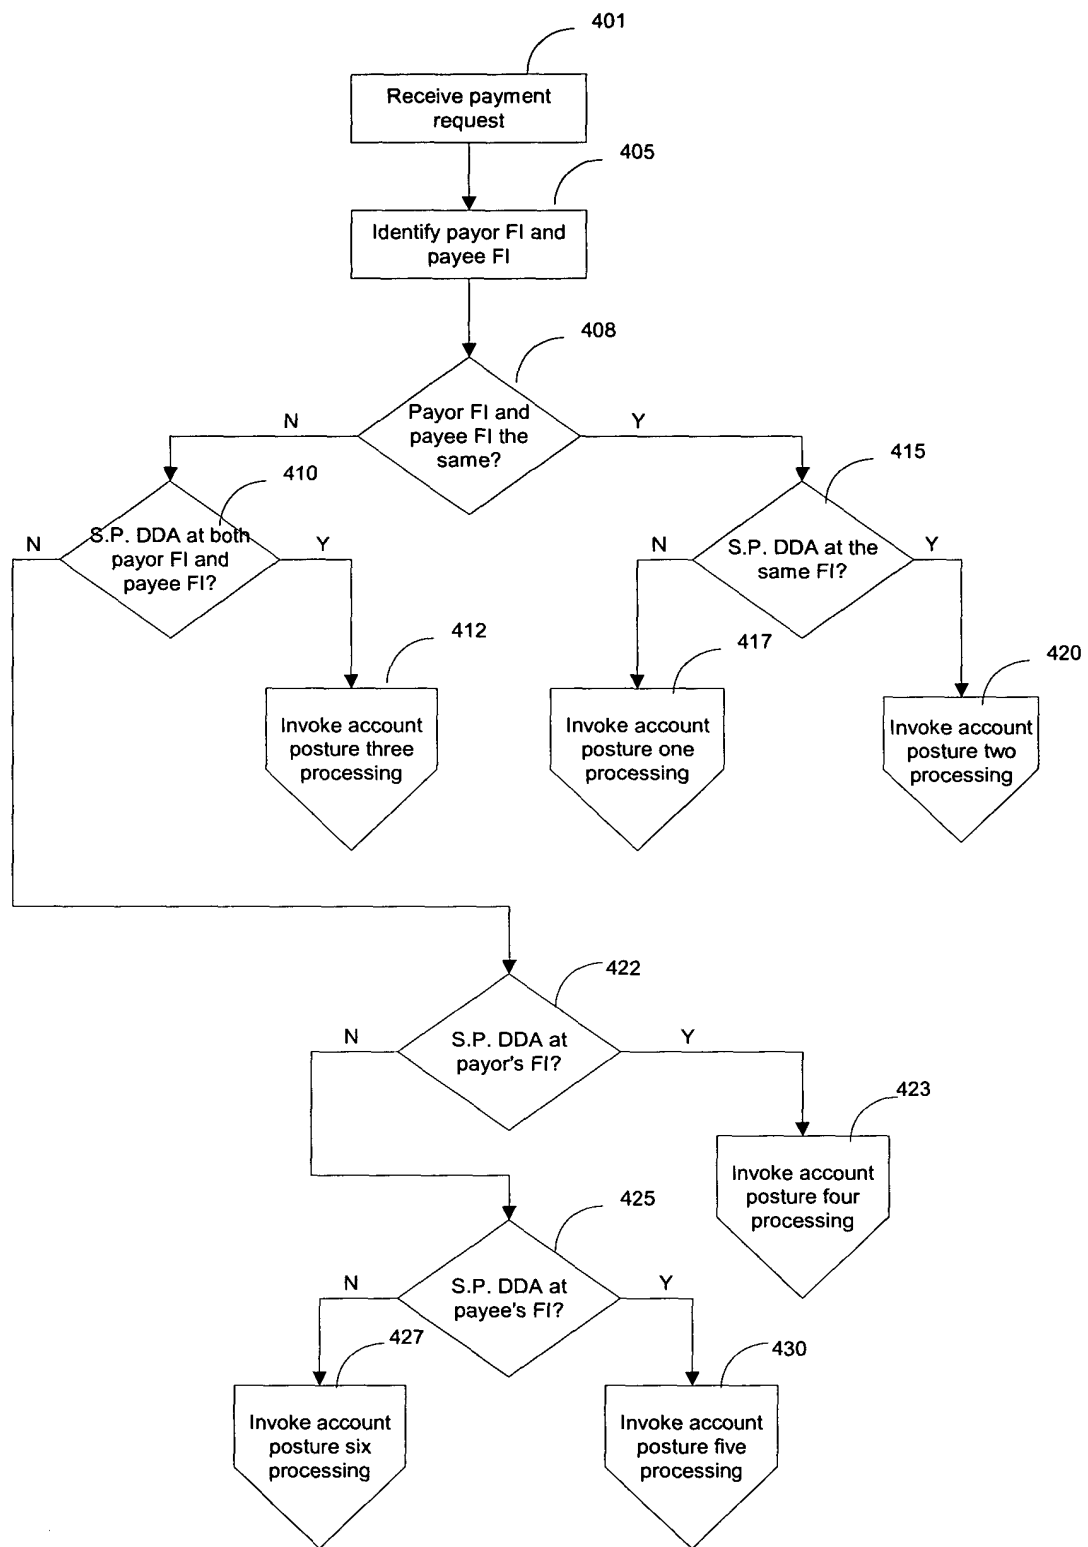 401
Receive payment
request
405
Identify payor FI and
payee FI
408
Payor FI and
payee FI the
same?
N
Y
410
S.P. DDA at both
payor FI and
payee FI?
N
Y
415
S.P. DDA at the
same FI?
N
Y
412
Invoke account
posture three
processing
417
Invoke account
posture one
processing
420
Invoke account
posture two
processing
422
S.P. DDA at
payor's FI?
N
Y
423
Invoke account
posture four
processing
425
S.P. DDA at
payee's FI?
N
Y
427
Invoke account
posture six
processing
430
Invoke account
posture five
processing